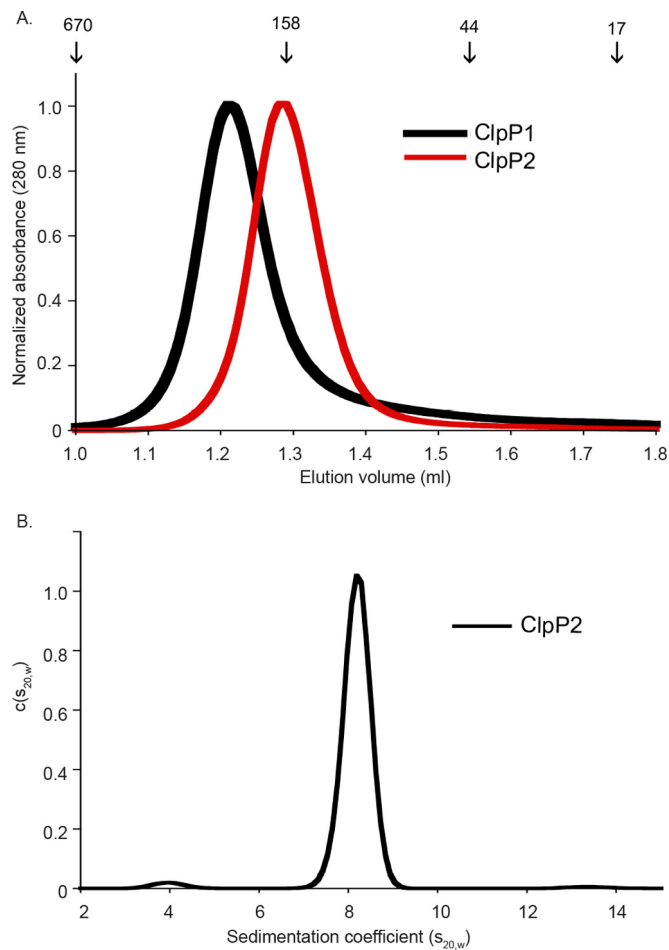 A.
670 158 44 17
Normalized absorbance (280 nm)
1.0
0.8
0.6
0.4
0.2
0
ClpP1
ClpP2
1.0 1.1 1.2 1.3 1.4 1.5 1.6 1.7 1.8
Elution volume (ml)
B.
c(s20,w)
1.0
0.8
0.6
0.4
0.2
0
ClpP2
2 4 6 8 10 12 14
Sedimentation coefficient (s20,w)